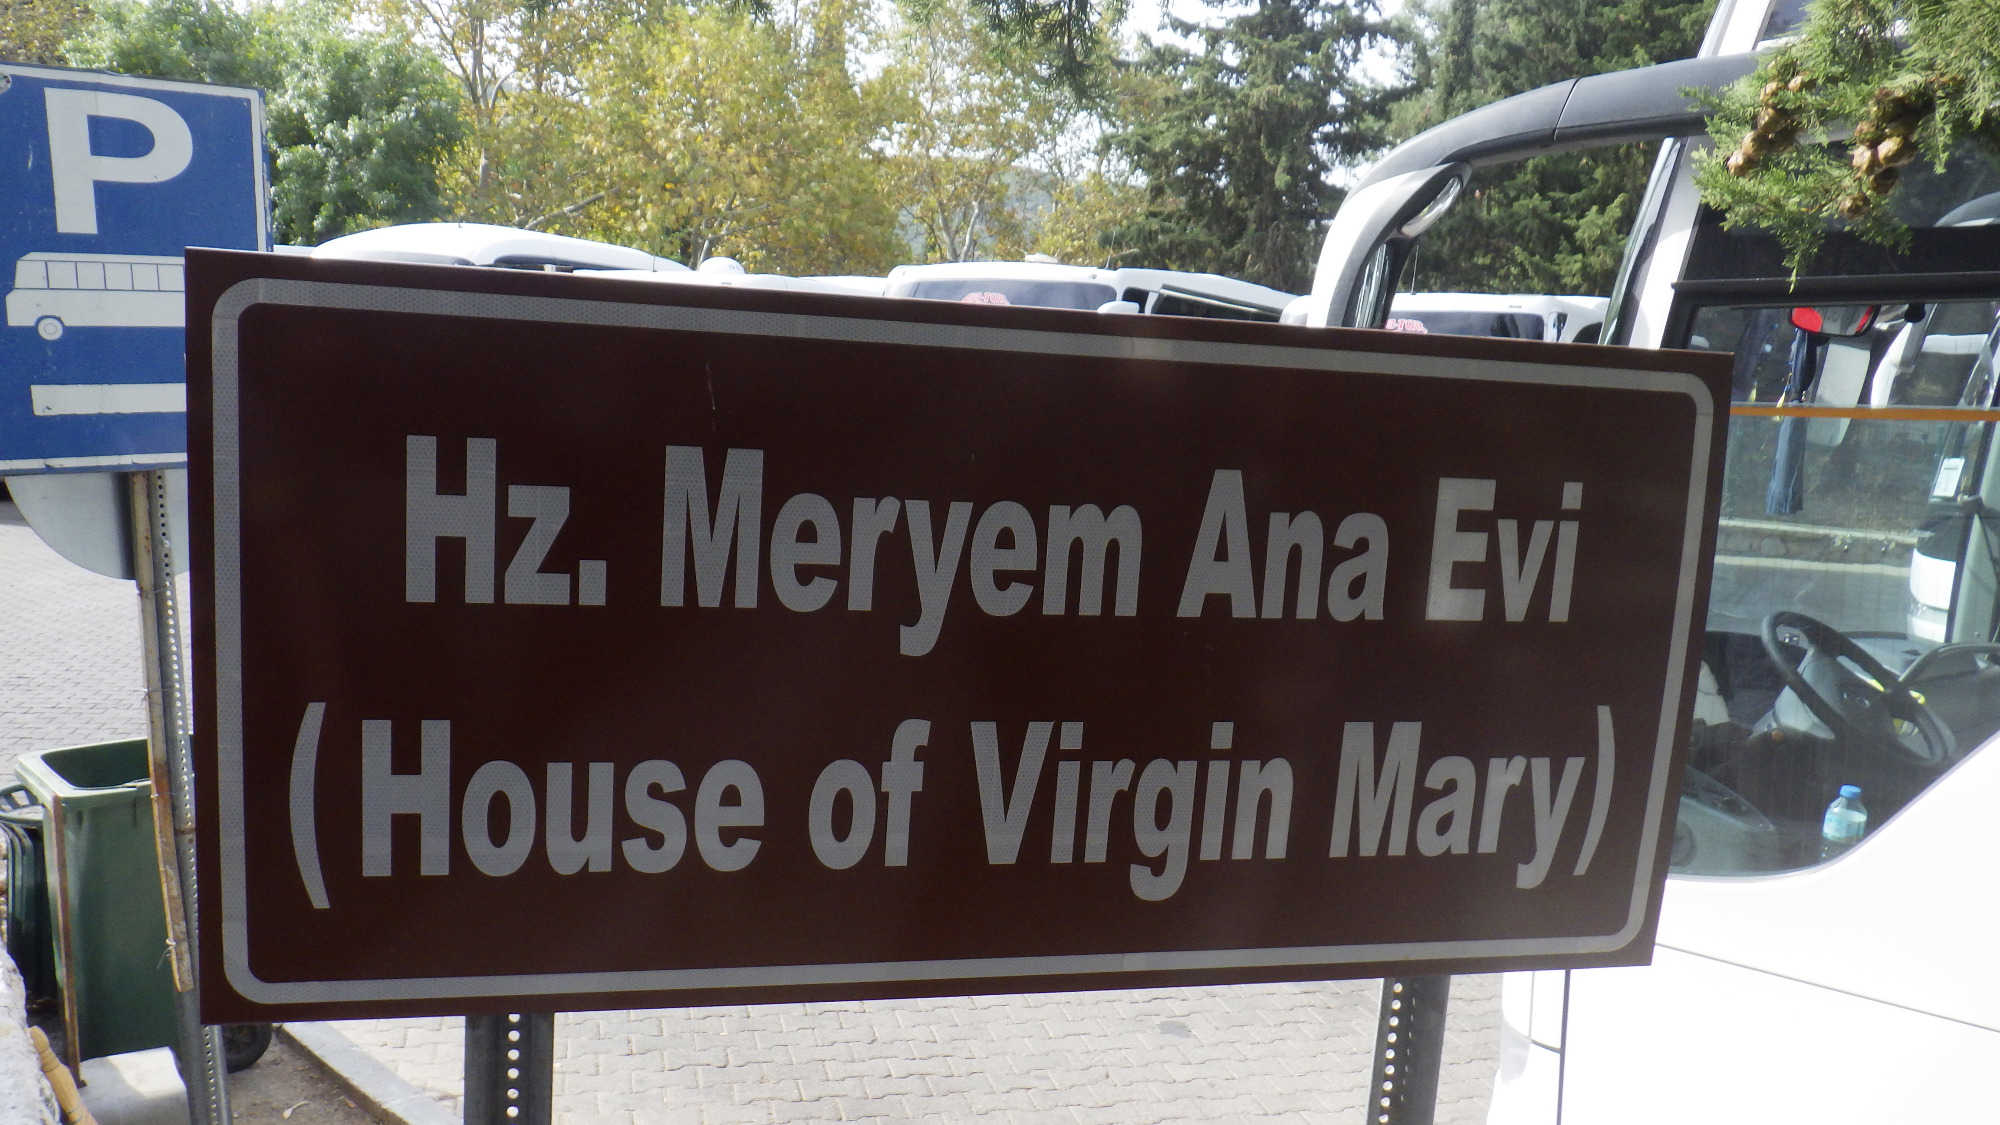 P
Hz. Meryem Ana Evi
(House of Virgin Mary)